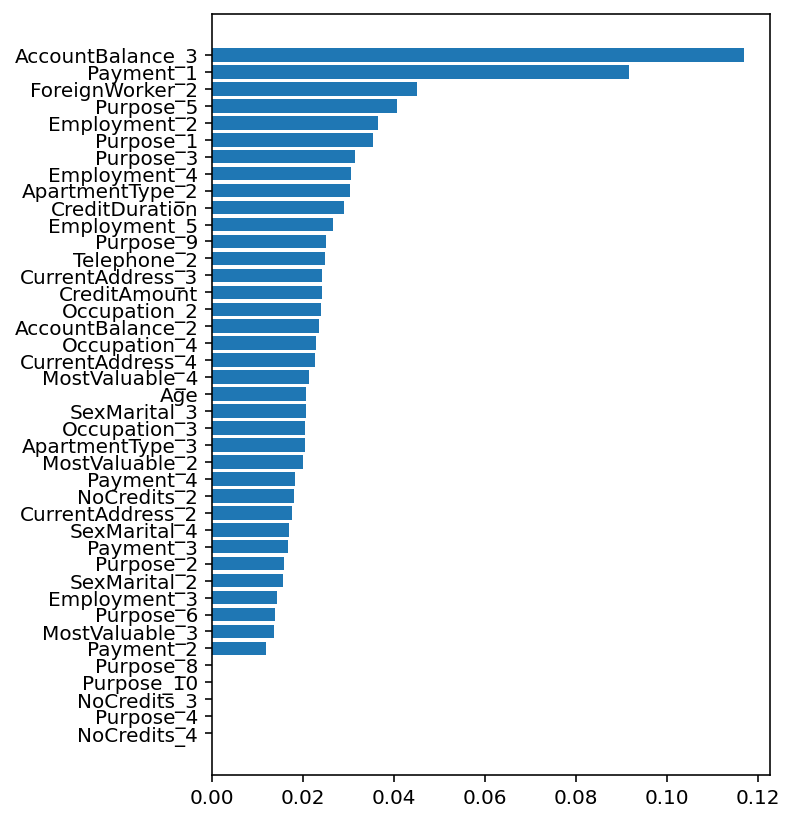 AccountBalance_3
Payment_1
ForeignWorker_2
Purpose_5
Employment_2
Purpose_1
Purpose_3
Employment_4
ApartmentType_2
CreditDuration
Employment_5
Purpose_9
Telephone_2
CurrentAddress_3
CreditAmount
Occupation_2
AccountBalance_2
Occupation_4
CurrentAddress_4
MostValuable_4
Age
SexMarital_3
Occupation_3
ApartmentType_3
MostValuable_2
Payment_4
NoCredits_2
CurrentAddress_2
SexMarital_4
Payment_3
Purpose_2
SexMarital_2
Employment_3
Purpose_6
MostValuable_3
Payment_2
Purpose_8
Purpose_10
NoCredits_3
Purpose_4
NoCredits_4
0.00 0.02 0.04 0.06 0.08 0.10 0.12